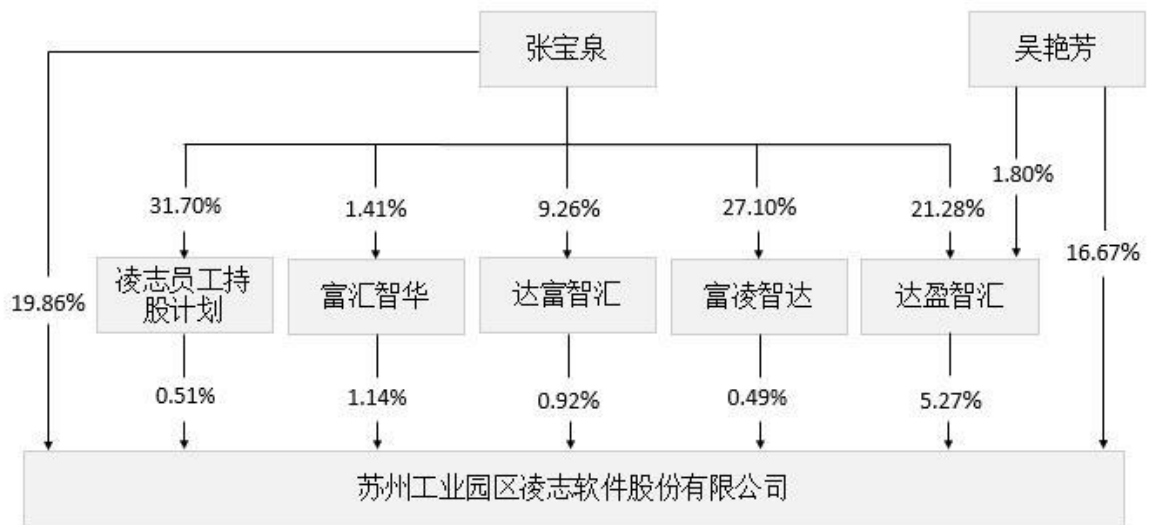 张宝泉
吴艳芳
1.80%
31.70%
1.41%
9.26%
27.10%
21.28%
16.67%
19.86%
凌志员工持
股计划
富汇智华
达富智汇
富凌智达
达盈智汇
0.51%
1.14%
0.92%
0.49%
5.27%
苏州工业园区凌志软件股份有限公司